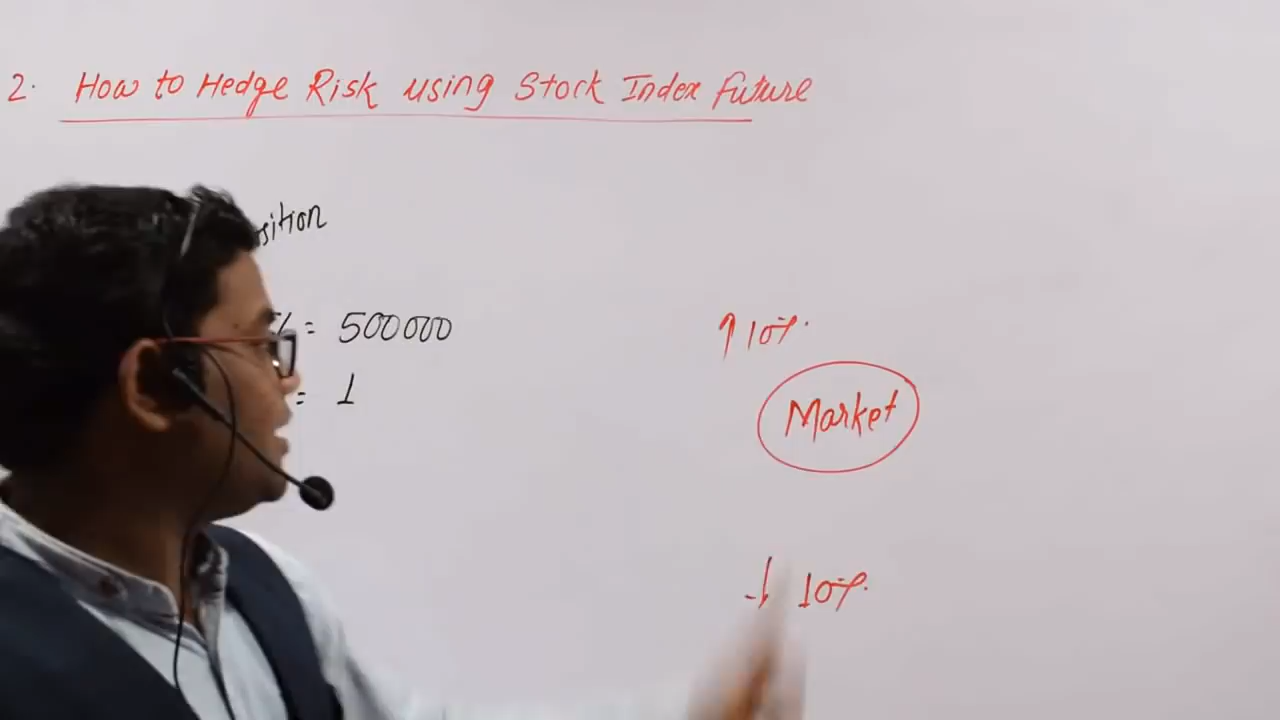 2. How to Hedge Risk using Stock Index Future
sition
= 500000
= 1
↑ 10%.
Market
↓ 10%.